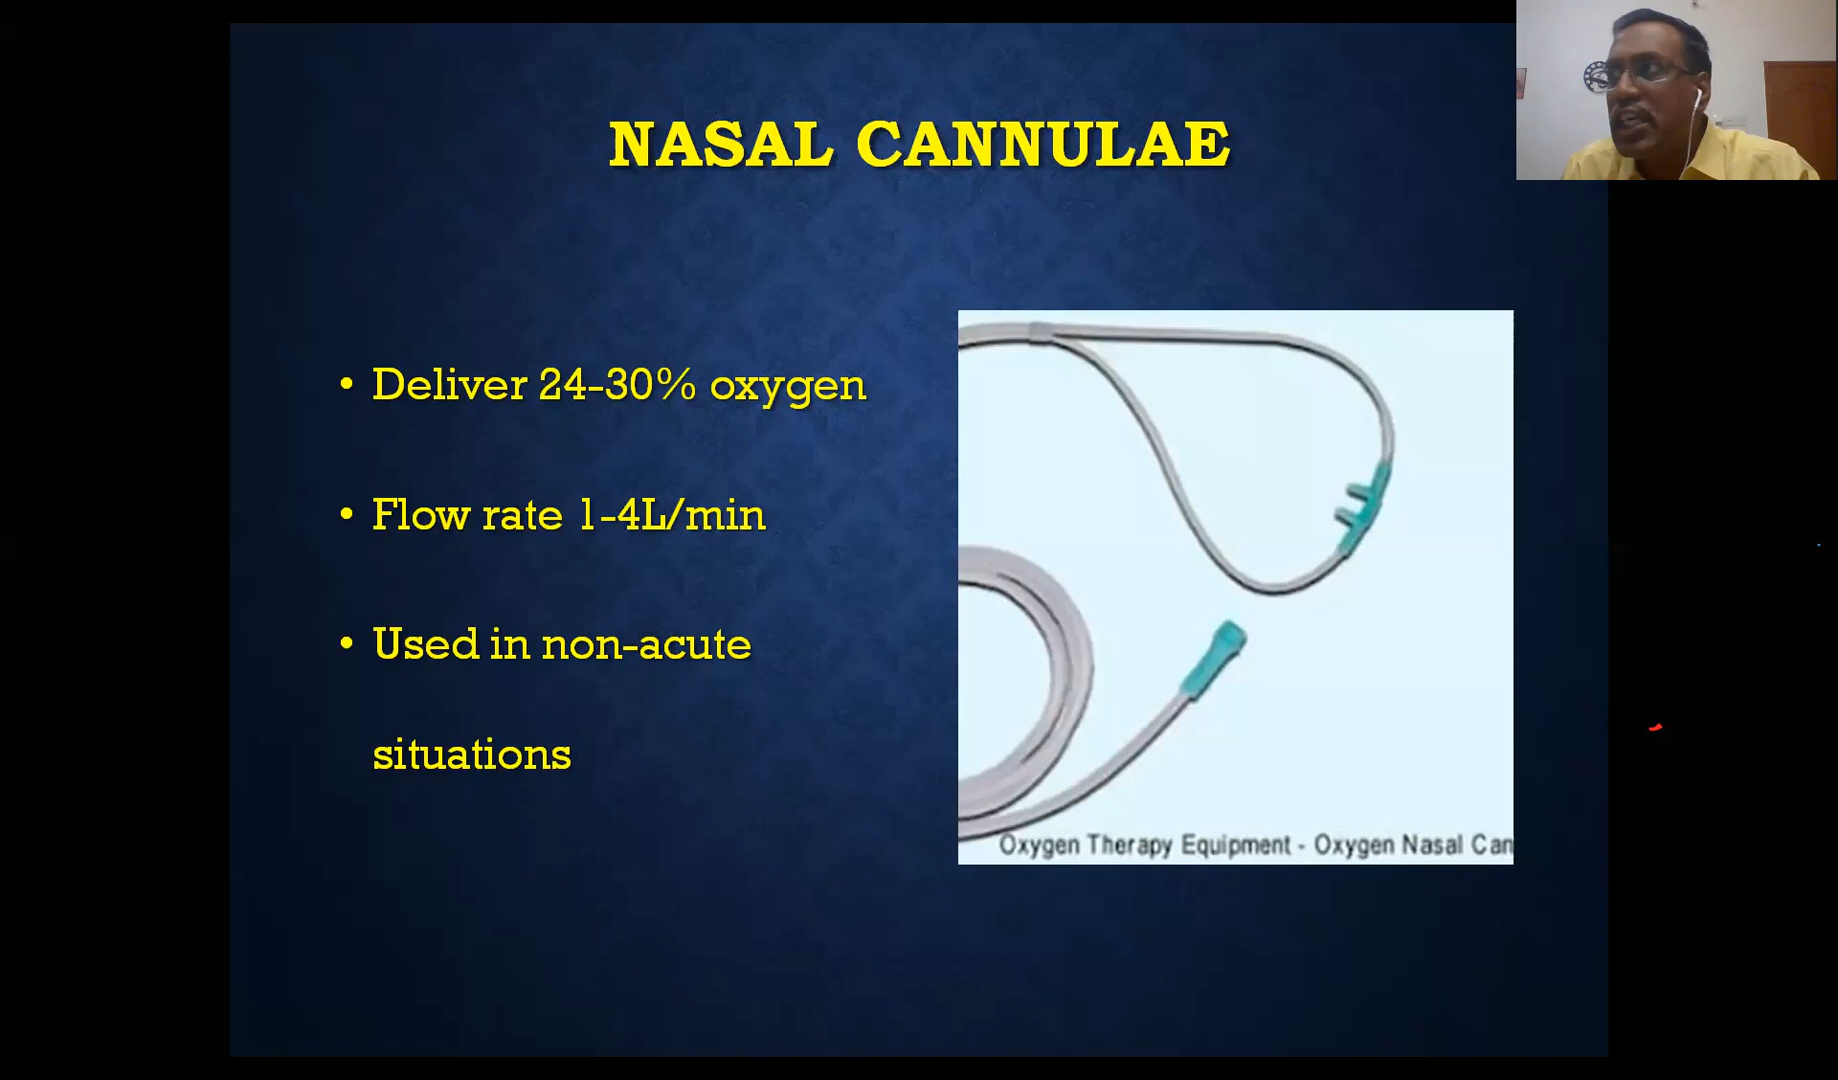 NASAL CANNULAE
• Deliver 24-30% oxygen
• Flow rate 1-4L/min
• Used in non-acute
situations
Oxygen Therapy Equipment - Oxygen Nasal Can